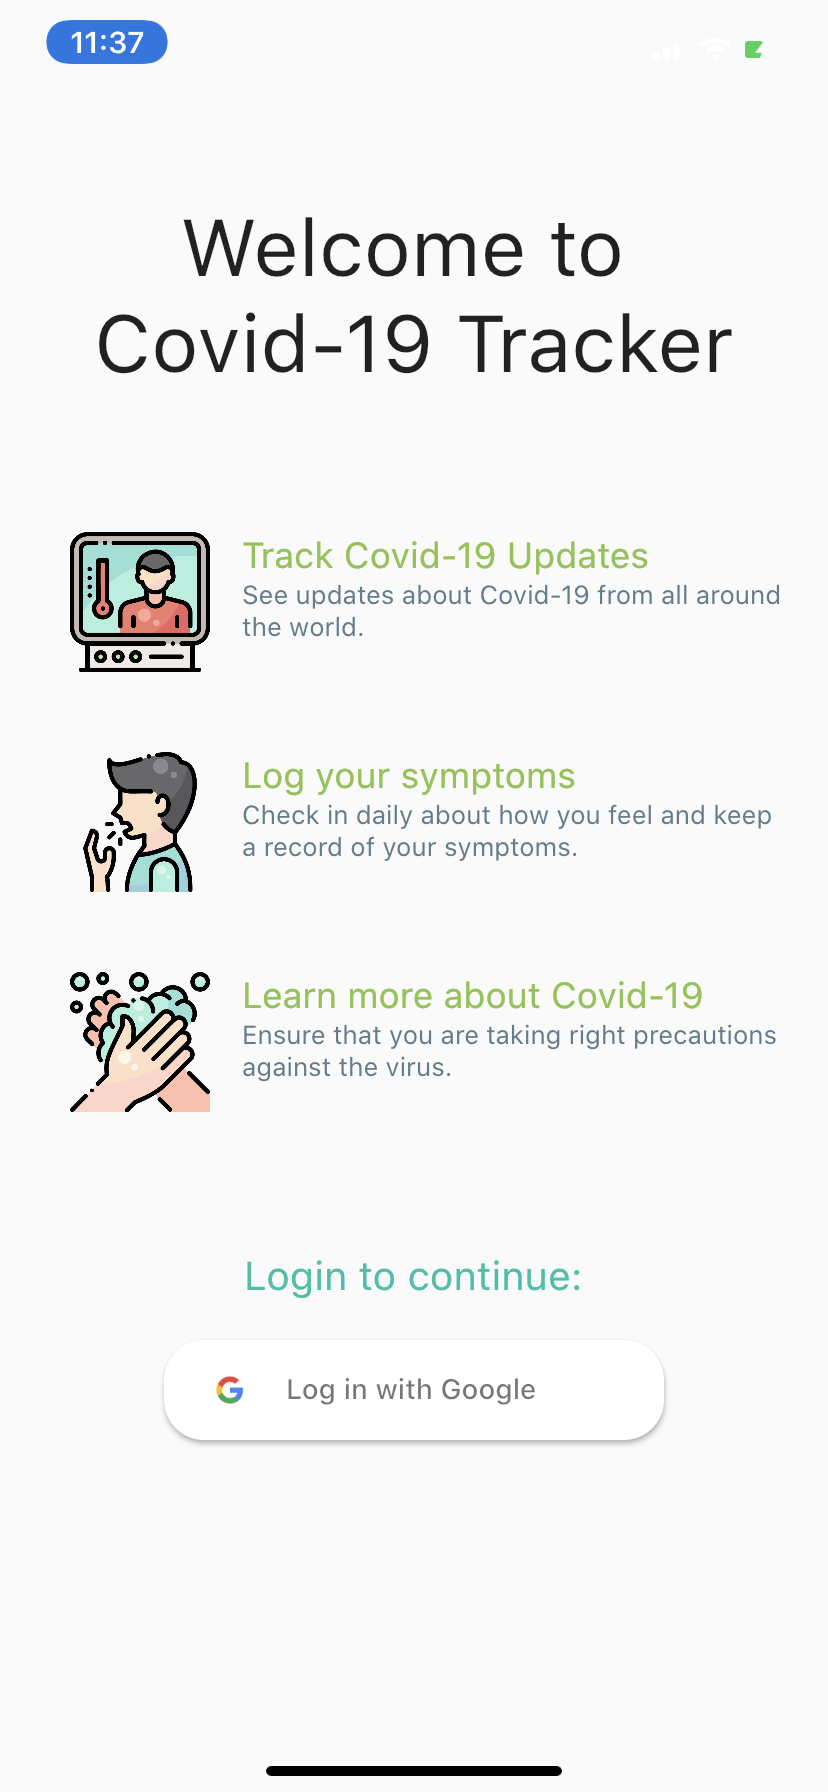 11:37
Welcome to
Covid-19 Tracker
Track Covid-19 Updates
See updates about Covid-19 from all around
the world.
Log your symptoms
Check in daily about how you feel and keep
a record of your symptoms.
Learn more about Covid-19
Ensure that you are taking right precautions
against the virus.
Login to continue:
Log in with Google